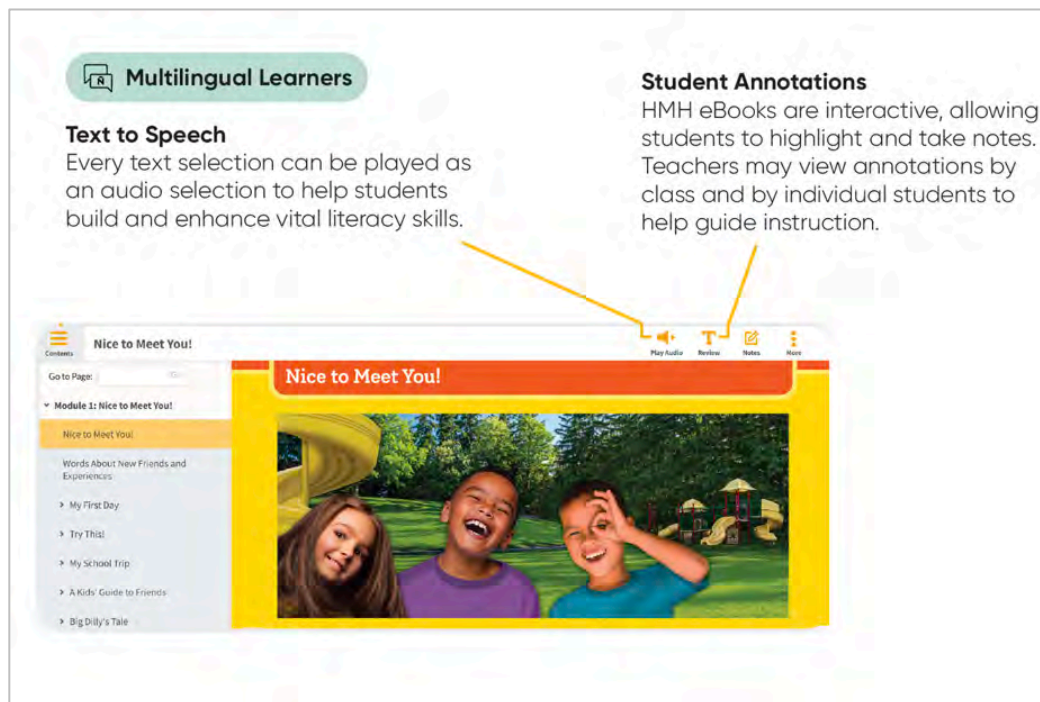 Multilingual Learners
Text to Speech
Every text selection can be played as
an audio selection to help students
build and enhance vital literacy skills.
Student Annotations
HMH eBooks are interactive, allowing
students to highlight and take notes.
Teachers may view annotations by
class and by individual students to
help guide instruction.
Contents
Nice to Meet You!
Play Audio
Review
Notes
More
Go to Page:
Module 1: Nice to Meet You!
Nice to Meet You!
Words About New Friends and
Experiences
My First Day
Try This!
My School Trip
A Kids' Guide to Friends
Big Dilly's Tale
Nice to Meet You!